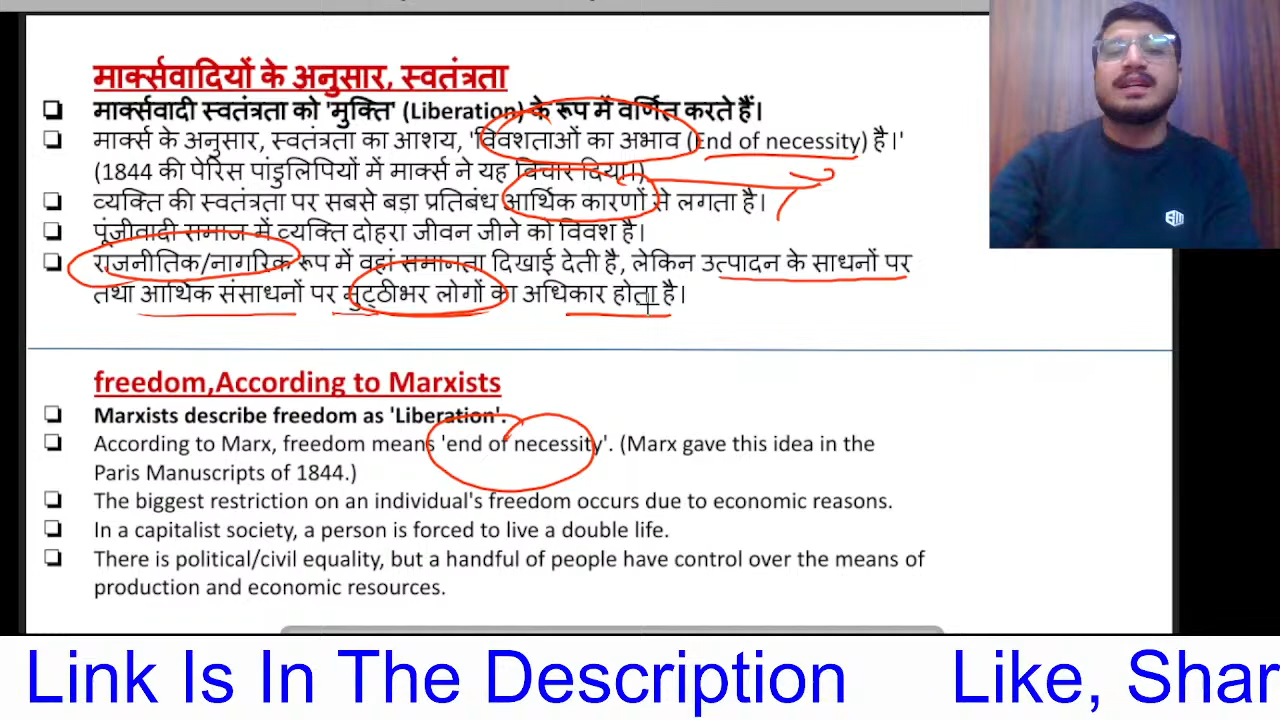 मार्क्सवादियों के अनुसार, स्वतंत्रता
मार्क्सवादी स्वतंत्रता को 'मुक्ति' (Liberation) के रूप में वर्णित करते हैं।
मार्क्स के अनुसार, स्वतंत्रता का आशय, 'विवशताओं का अभाव (End of necessity) है।'
(1844 की पेरिस पांडुलिपियों में मार्क्स ने यह विचार दिया।)
व्यक्ति की स्वतंत्रता पर सबसे बड़ा प्रतिबंध आर्थिक कारणों से लगता है।
पूंजीवादी समाज में व्यक्ति दोहरा जीवन जीने को विवश है।
राजनीतिक/नागरिक रूप में वहां समानता दिखाई देती है, लेकिन उत्पादन के साधनों पर
तथा आर्थिक संसाधनों पर मुट्ठीभर लोगों का अधिकार होता है।
freedom,According to Marxists
Marxists describe freedom as 'Liberation'.
According to Marx, freedom means 'end of necessity'. (Marx gave this idea in the
Paris Manuscripts of 1844.)
The biggest restriction on an individual's freedom occurs due to economic reasons.
In a capitalist society, a person is forced to live a double life.
There is political/civil equality, but a handful of people have control over the means of
production and economic resources.
Link Is In The Description Like, Shar